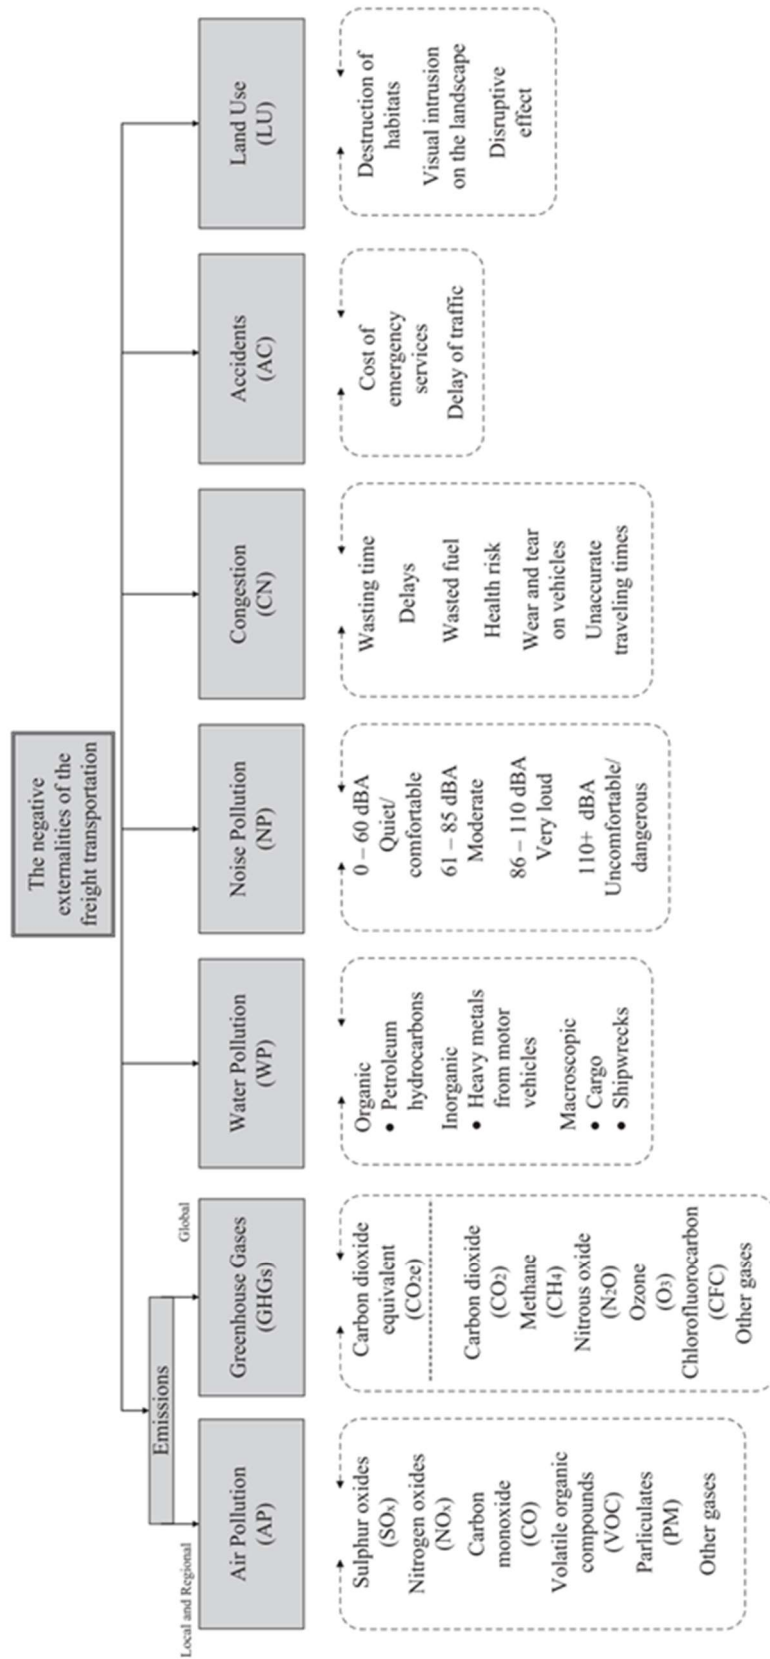 The negative
externalities of the
freight transportation
Emissions
Local and Regional
Global
Air Pollution
(AP)
Sulphur oxides
(SOx)
Nitrogen oxides
(NOx)
Carbon
monoxide
(CO)
Volatile organic
compounds
(VOC)
Parliculates
(PM)
Other gases
Greenhouse Gases
(GHGs)
Carbon dioxide
equivalent
(CO2e)
Carbon dioxide
(CO2)
Methane
(CH4)
Nitrous oxide
(N2O)
Ozone
(O3)
Chlorofluorocarbon
(CFC)
Other gases
Water Pollution
(WP)
Organic
• Petroleum
hydrocarbons
Inorganic
• Heavy metals
from motor
vehicles
Macroscopic
• Cargo
• Shipwrecks
Noise Pollution
(NP)
0 – 60 dBA
Quiet/
comfortable
61 – 85 dBA
Moderate
86 – 110 dBA
Very loud
110+ dBA
Uncomfortable/
dangerous
Congestion
(CN)
Wasting time
Delays
Wasted fuel
Health risk
Wear and tear
on vehicles
Unaccurate
traveling times
Accidents
(AC)
Cost of
emergency
services
Delay of traffic
Land Use
(LU)
Destruction of
habitats
Visual intrusion
on the landscape
Disruptive
effect